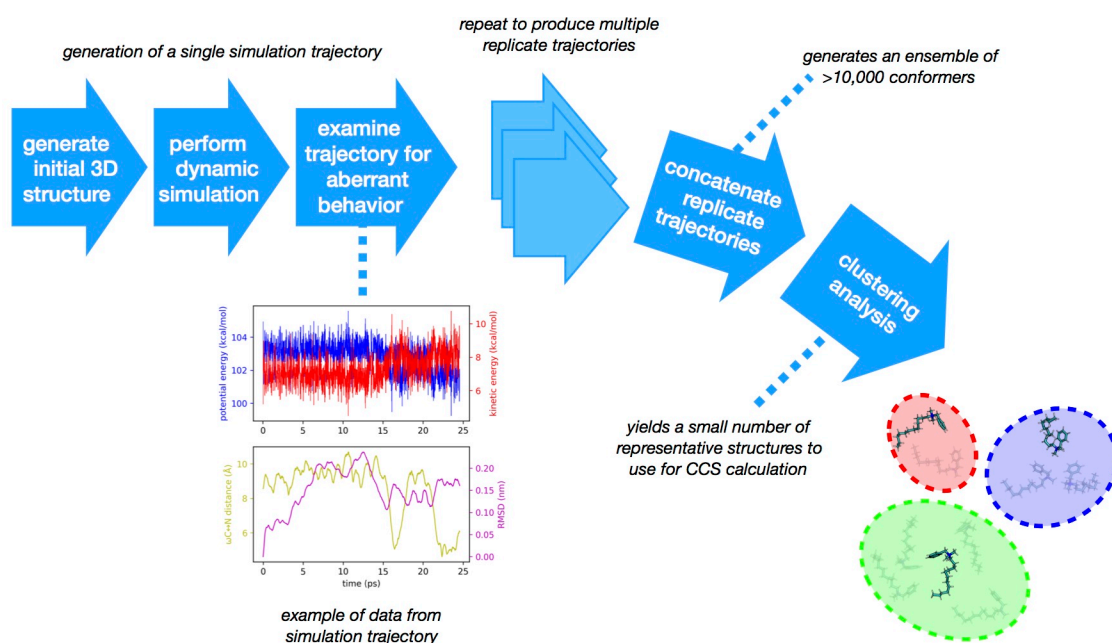 generation of a single simulation trajectory
repeat to produce multiple
replicate trajectories
generates an ensemble of
>10,000 conformers
generate
initial 3D
structure
perform
dynamic
simulation
examine
trajectory for
aberrant
behavior
concatenate
replicate
trajectories
clustering
analysis
potential energy (kcal/mol)
104
102
100
kinetic energy (kcal/mol)
10
8
6
0 5 10 15 20 25
ωC↔N distance (Å)
10
8
6
RMSD (nm)
0.20
0.15
0.10
0.05
0.00
0 5 10 15 20 25
time (ps)
example of data from
simulation trajectory
yields a small number of
representative structures to
use for CCS calculation